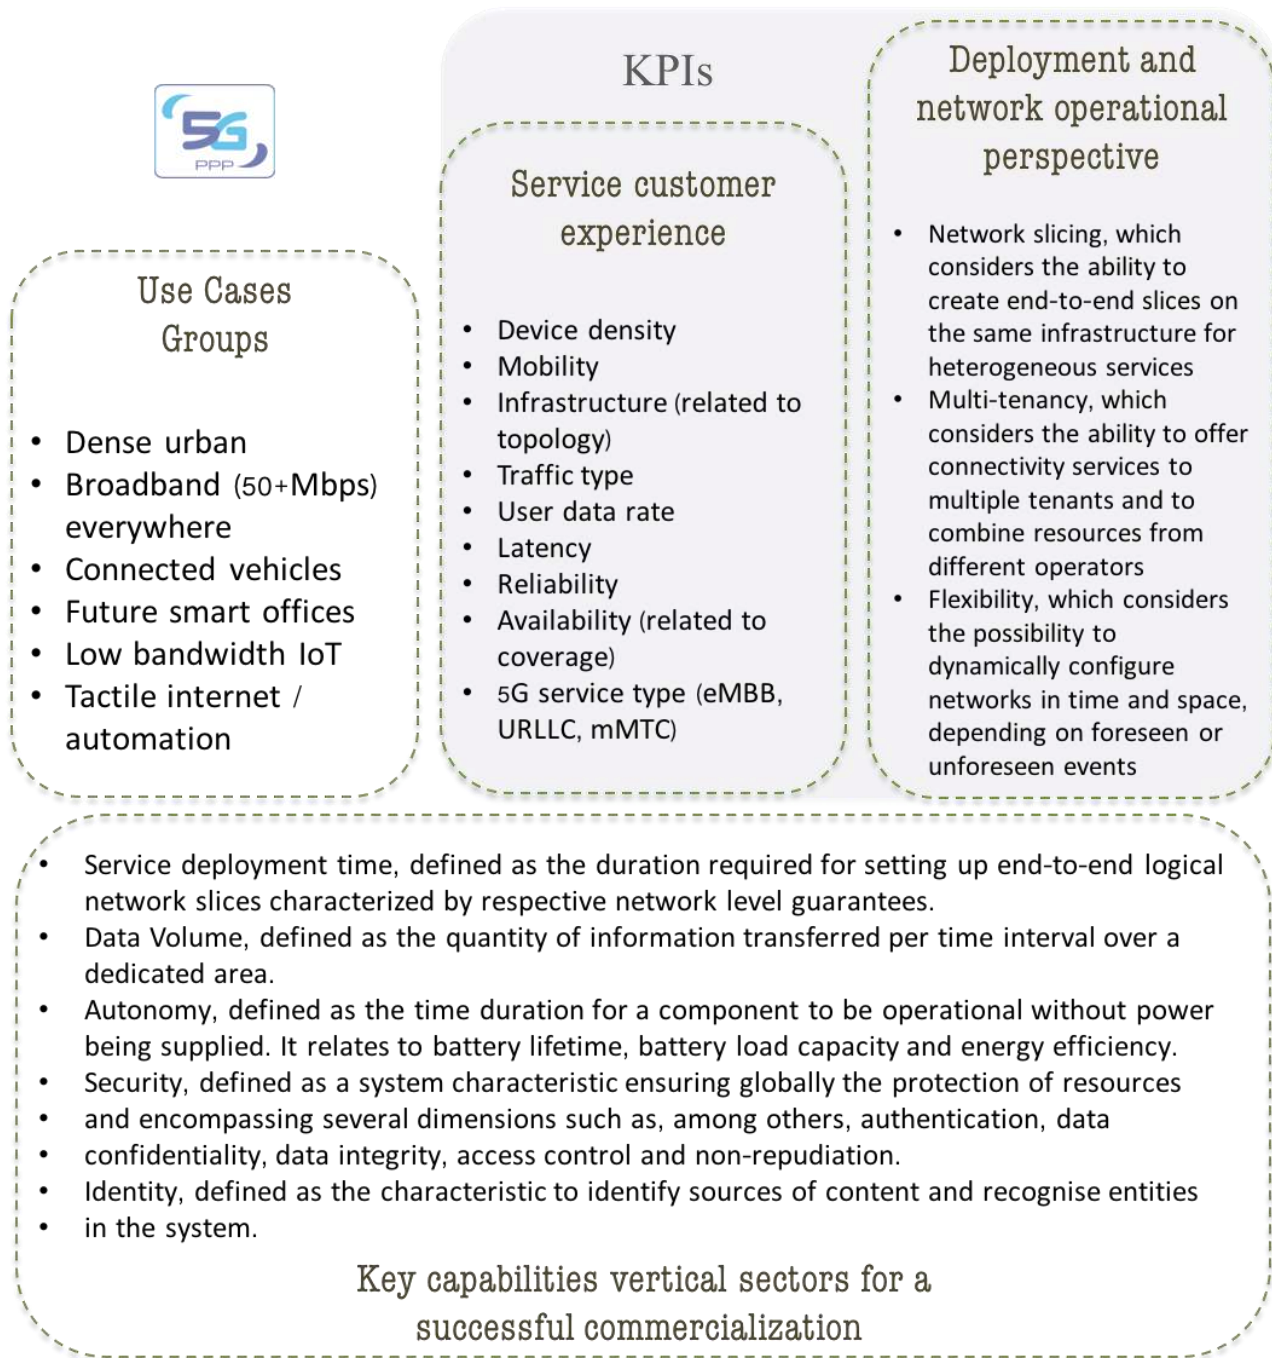 5G
PPP
Use Cases
Groups
• Dense urban
• Broadband (50+Mbps)
everywhere
• Connected vehicles
• Future smart offices
• Low bandwidth IoT
• Tactile internet /
automation
KPIs
Service customer
experience
• Device density
• Mobility
• Infrastructure (related to
topology)
• Traffic type
• User data rate
• Latency
• Reliability
• Availability (related to
coverage)
• 5G service type (eMBB,
URLLC, mMTC)
Deployment and
network operational
perspective
• Network slicing, which
considers the ability to
create end-to-end slices on
the same infrastructure for
heterogeneous services
• Multi-tenancy, which
considers the ability to offer
connectivity services to
multiple tenants and to
combine resources from
different operators
• Flexibility, which considers
the possibility to
dynamically configure
networks in time and space,
depending on foreseen or
unforeseen events
• Service deployment time, defined as the duration required for setting up end-to-end logical
network slices characterized by respective network level guarantees.
• Data Volume, defined as the quantity of information transferred per time interval over a
dedicated area.
• Autonomy, defined as the time duration for a component to be operational without power
being supplied. It relates to battery lifetime, battery load capacity and energy efficiency.
• Security, defined as a system characteristic ensuring globally the protection of resources
• and encompassing several dimensions such as, among others, authentication, data
• confidentiality, data integrity, access control and non-repudiation.
• Identity, defined as the characteristic to identify sources of content and recognise entities
• in the system.
Key capabilities vertical sectors for a
successful commercialization